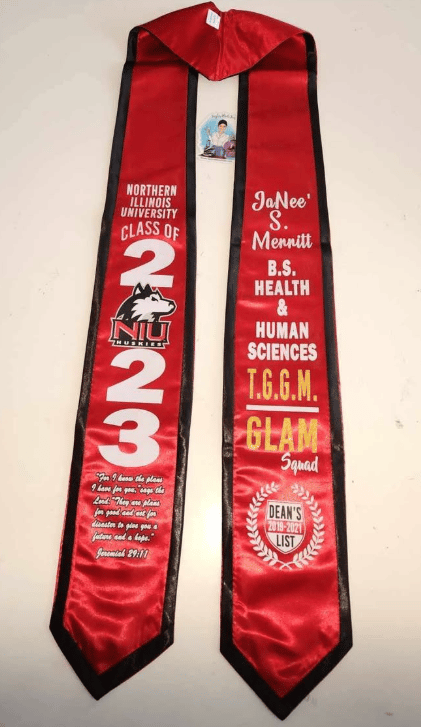 NORTHERN
ILLINOIS
UNIVERSITY
CLASS OF
2
NIU
HUSKIES
2
3
"For I know the plans
I have for you," says the
Lord. "They are plans
for good and not for
disaster to give you a
future and a hope."
Jeremiah 29:11
JaNee'
S.
Merritt
B.S.
HEALTH
&
HUMAN
SCIENCES
T.G.G.M.
GLAM
Squad
DEAN'S
2019-2021
LIST